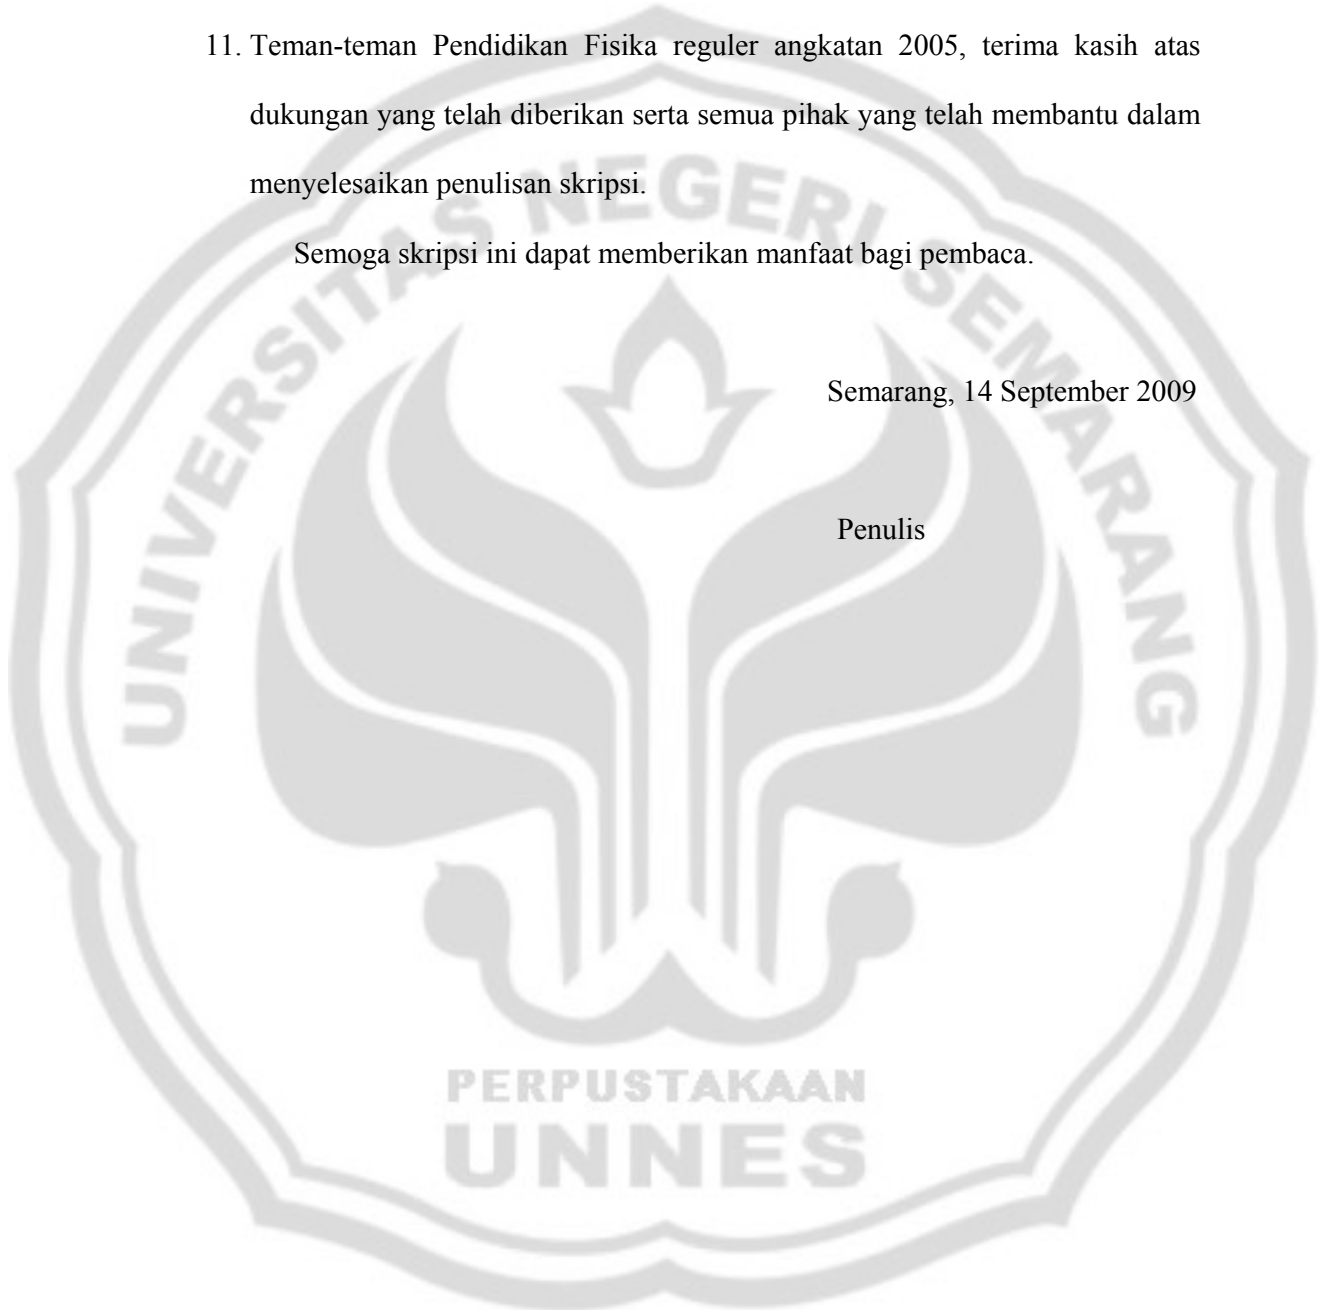 11. Teman-teman Pendidikan Fisika reguler angkatan 2005, terima kasih atas
dukungan yang telah diberikan serta semua pihak yang telah membantu dalam
menyelesaikan penulisan skripsi.
Semoga skripsi ini dapat memberikan manfaat bagi pembaca.
Semarang, 14 September 2009
Penulis
UNIVERSITAS NEGERI SEMARANG
PERPUSTAKAAN
UNNES